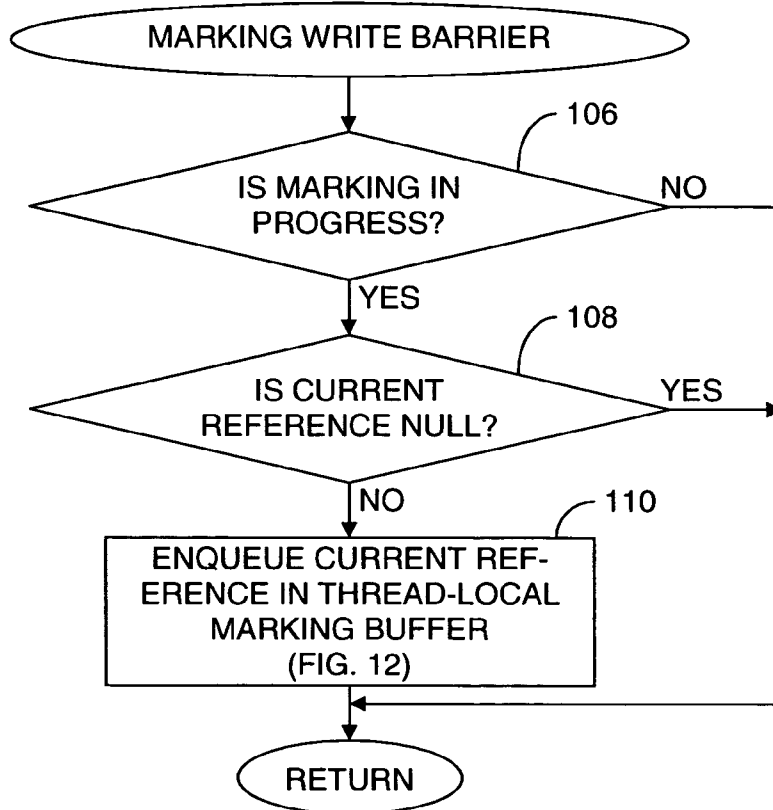 MARKING WRITE BARRIER
106
IS MARKING IN
PROGRESS?
NO
YES
108
IS CURRENT
REFERENCE NULL?
YES
NO
110
ENQUEUE CURRENT REF-
ERENCE IN THREAD-LOCAL
MARKING BUFFER
(FIG. 12)
RETURN